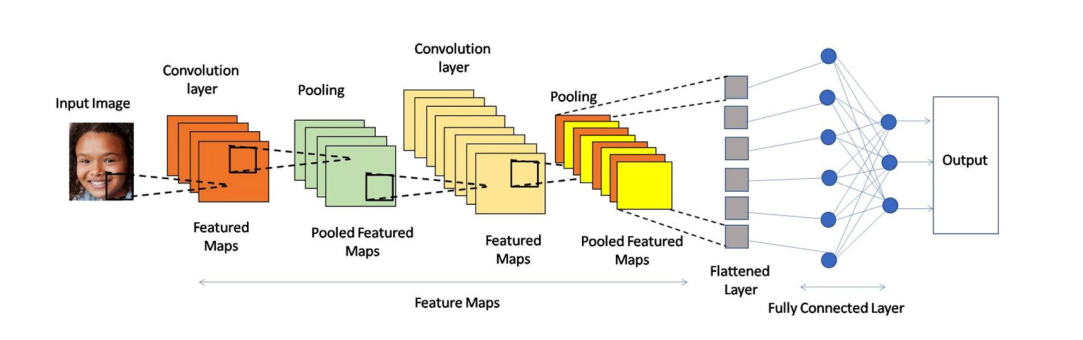 Input Image
Convolution
layer
Featured
Maps
Pooling
Pooled Featured
Maps
Convolution
layer
Featured
Maps
Pooling
Pooled Featured
Maps
Feature Maps
Flattened
Layer
Fully Connected Layer
Output